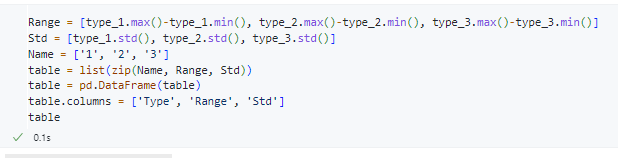 Range = [type_1.max()-type_1.min(), type_2.max()-type_2.min(), type_3.max()-type_3.min()]
Std = [type_1.std(), type_2.std(), type_3.std()]
Name = ['1', '2', '3']
table = list(zip(Name, Range, Std))
table = pd.DataFrame(table)
table.columns = ['Type', 'Range', 'Std']
table
✓ 0.1s